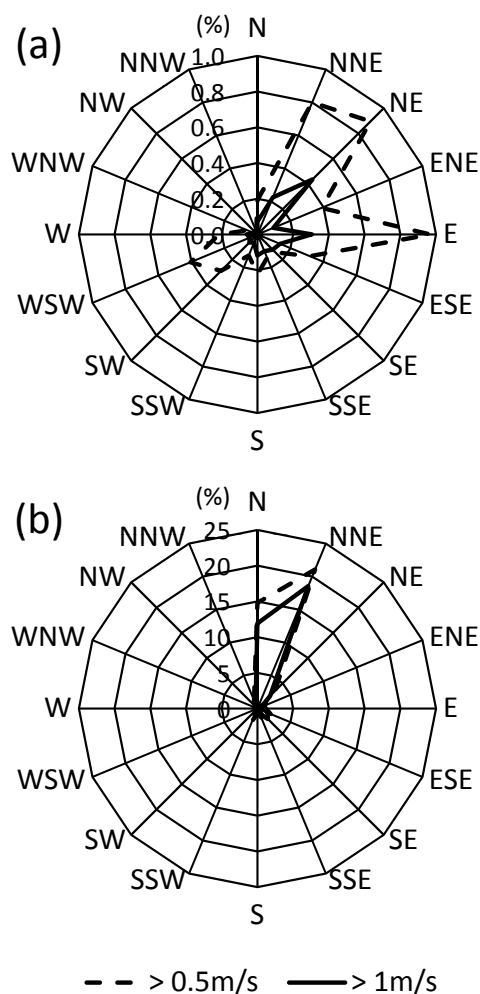 (a)
(%)
N
NNW
NNE
1.0
NW
NE
0.8
0.6
WNW
ENE
0.4
0.2
W
0.0
E
WSW
ESE
SW
SE
SSW
SSE
S
(b)
(%)
N
NNW
25
NNE
NW
20
NE
15
WNW
10
ENE
5
W
0
E
WSW
ESE
SW
SE
SSW
SSE
S
> 0.5m/s > 1m/s